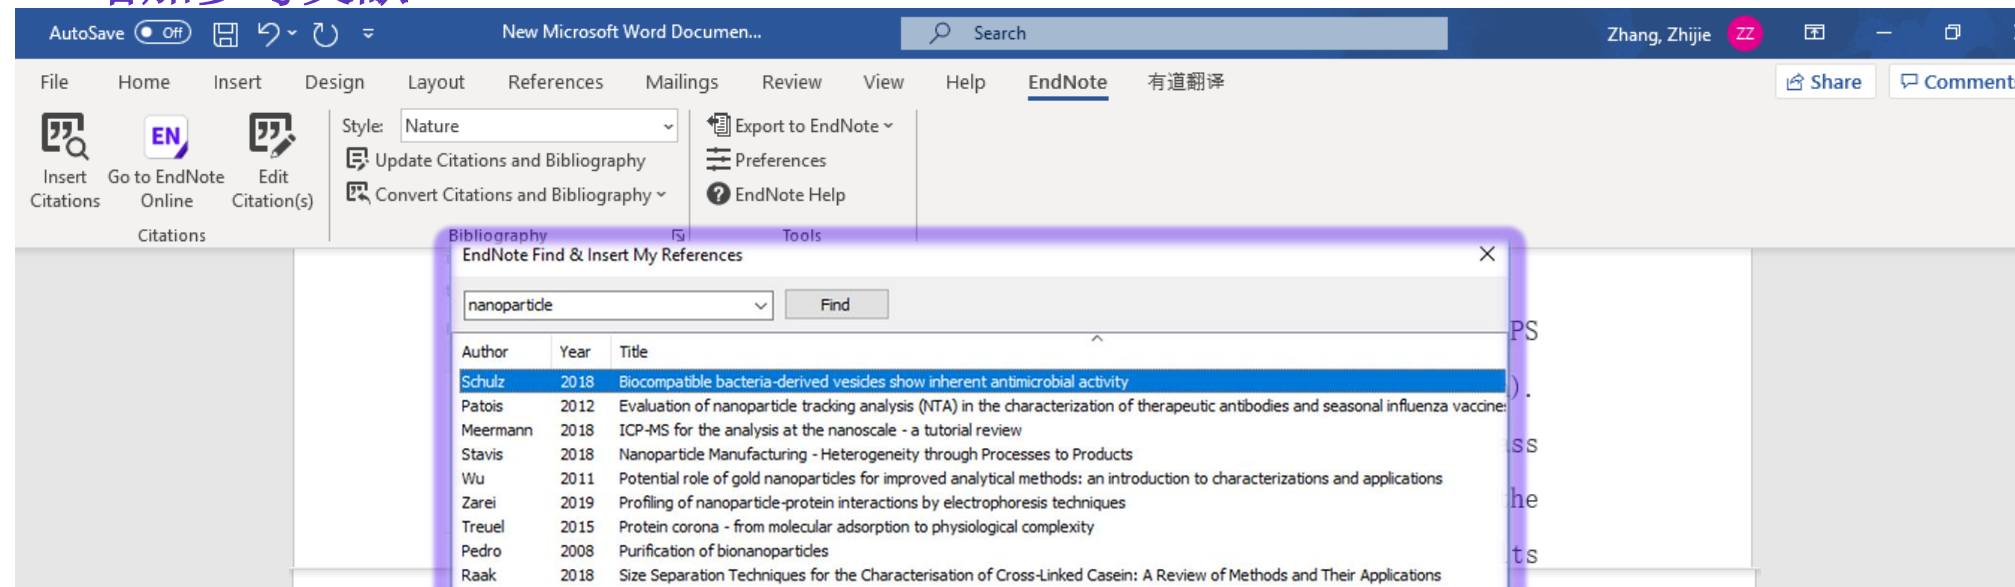 AutoSave Off New Microsoft Word Documen... Search Zhang, Zhijie ZZ
File Home Insert Design Layout References Mailings Review View Help EndNote 有道翻译 Share Comment
Insert Citations
EN Go to EndNote Online
Edit Citation(s)
Citations
Style: Nature
Update Citations and Bibliography
Convert Citations and Bibliography
Bibliography
Export to EndNote
Preferences
EndNote Help
Tools
EndNote Find & Insert My References
nanoparticle Find
Author Year Title
Schulz 2018 Biocompatible bacteria-derived vesicles show inherent antimicrobial activity
Patois 2012 Evaluation of nanoparticle tracking analysis (NTA) in the characterization of therapeutic antibodies and seasonal influenza vaccine
Meermann 2018 ICP-MS for the analysis at the nanoscale - a tutorial review
Stavis 2018 Nanoparticle Manufacturing - Heterogeneity through Processes to Products
Wu 2011 Potential role of gold nanoparticles for improved analytical methods: an introduction to characterizations and applications
Zarei 2019 Profiling of nanoparticle-protein interactions by electrophoresis techniques
Treuel 2015 Protein corona - from molecular adsorption to physiological complexity
Pedro 2008 Purification of bionanoparticles
Raak 2018 Size Separation Techniques for the Characterisation of Cross-Linked Casein: A Review of Methods and Their Applications
PS
).
ss
he
ts